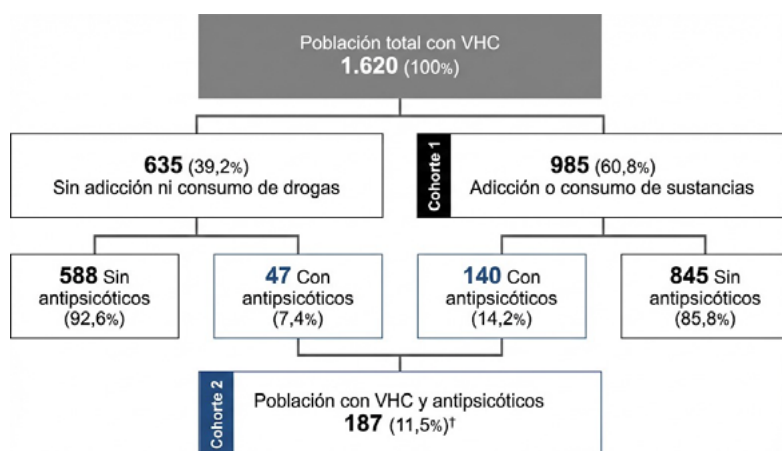 Población total con VHC
1.620 (100%)
635 (39,2%)
Sin adicción ni consumo de drogas
Cohorte 1
985 (60,8%)
Adicción o consumo de sustancias
588 Sin
antipsicóticos
(92,6%)
47 Con
antipsicóticos
(7,4%)
140 Con
antipsicóticos
(14,2%)
845 Sin
antipsicóticos
(85,8%)
Cohorte 2
Población con VHC y antipsicóticos
187 (11,5%)†